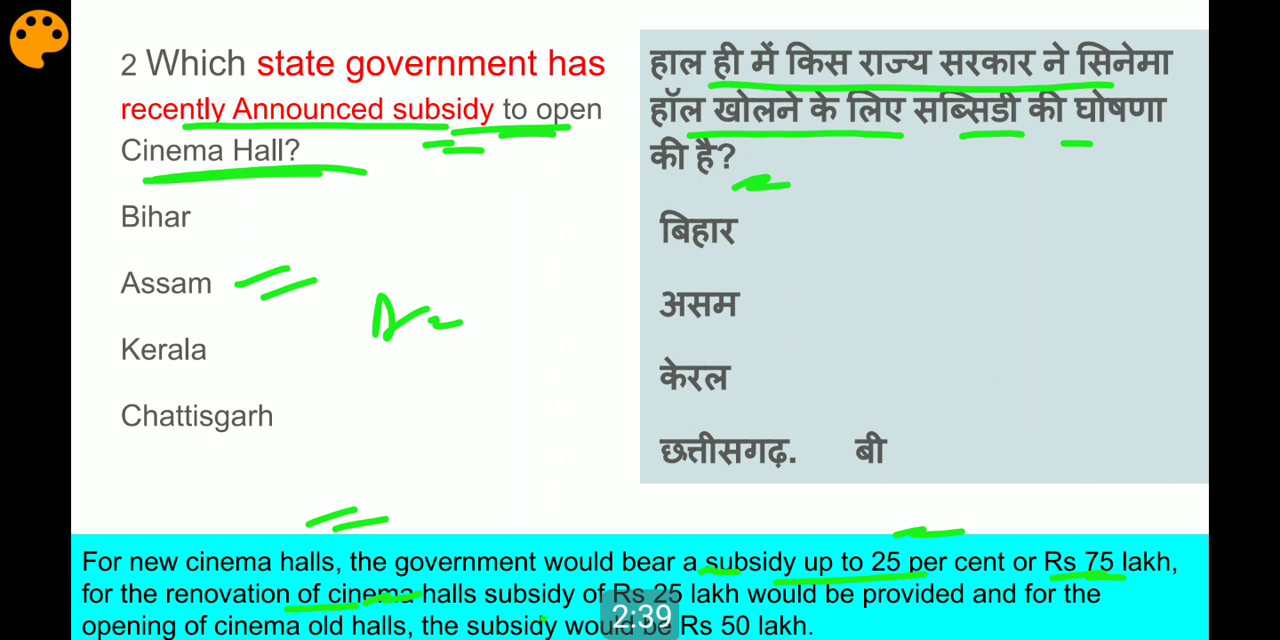 2 Which state government has
recently Announced subsidy to open
Cinema Hall?
Bihar
Assam
Kerala
Chattisgarh
हाल ही में किस राज्य सरकार ने सिनेमा
हॉल खोलने के लिए सब्सिडी की घोषणा
की है?
बिहार
असम
केरल
छत्तीसगढ़. बी
For new cinema halls, the government would bear a subsidy up to 25 per cent or Rs 75 lakh,
for the renovation of cinema halls subsidy of Rs 25 lakh would be provided and for the
opening of cinema old halls, the subsidy would be Rs 50 lakh.
2:39